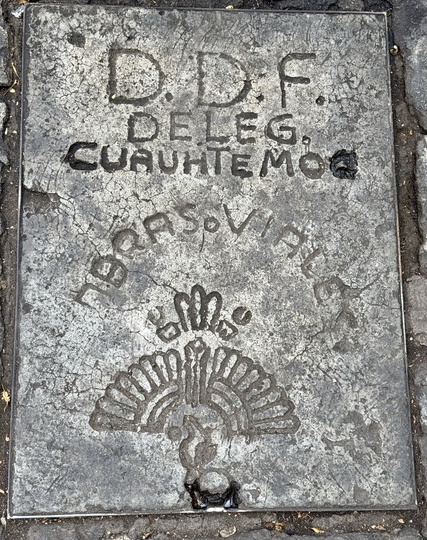 D.D.F.
DELEG.
CUAUHTEMOC
OBRAS VIALES